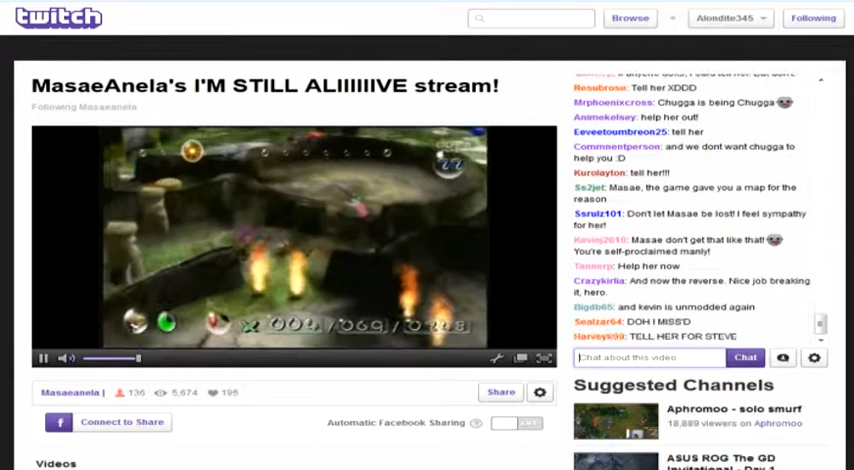 twitch
Browse
Alondite345
Following
MasaeAnela's I'M STILL ALIIIIIIVE stream!
Following Masaeanela
22
004/069/0248
Masaeanela | 136 5,674 195
Share
Connect to Share
Automatic Facebook Sharing ? OFF
Videos
Resubrose: Tell her XDDD
Mrphoenixcross: Chugga is being Chugga
Animekelsey: help her out!
Eeveetoumbreon25: tell her
Commnentperson: and we dont want chugga to
help you :D
Kurolayton: tell her!!!
Ss2jet: Masae, the game gave you a map for the
reason
Ssrulz101: Don't let Masae be lost! I feel sympathy
for her!
Kevinj2010: Masae don't get that like that!
You're self-proclaimed manly!
Tannerp: Help her now
Crazykirlia: And now the reverse. Nice job breaking
it, hero.
Bigdb65: and kevin is unmodded again
Sealzar64: DOH I MISS'D
Harveyk99: TELL HER FOR STEVE
Chat about this video
Chat
Suggested Channels
Aphromoo - solo smurf
18,889 viewers on Aphromoo
ASUS ROG The GD
Invitational - Day 1